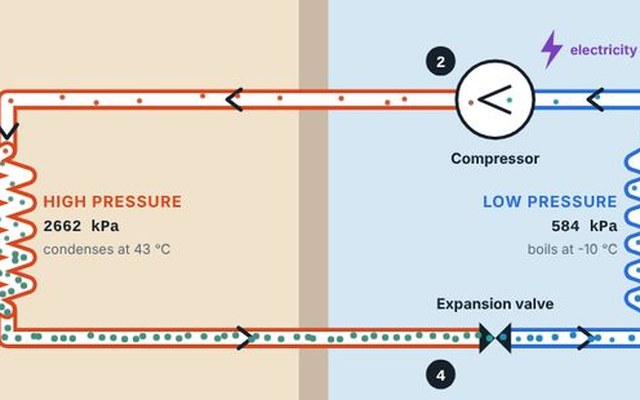 2
electricity
Compressor
HIGH PRESSURE
2662 kPa
condenses at 43 °C
LOW PRESSURE
584 kPa
boils at -10 °C
Expansion valve
4